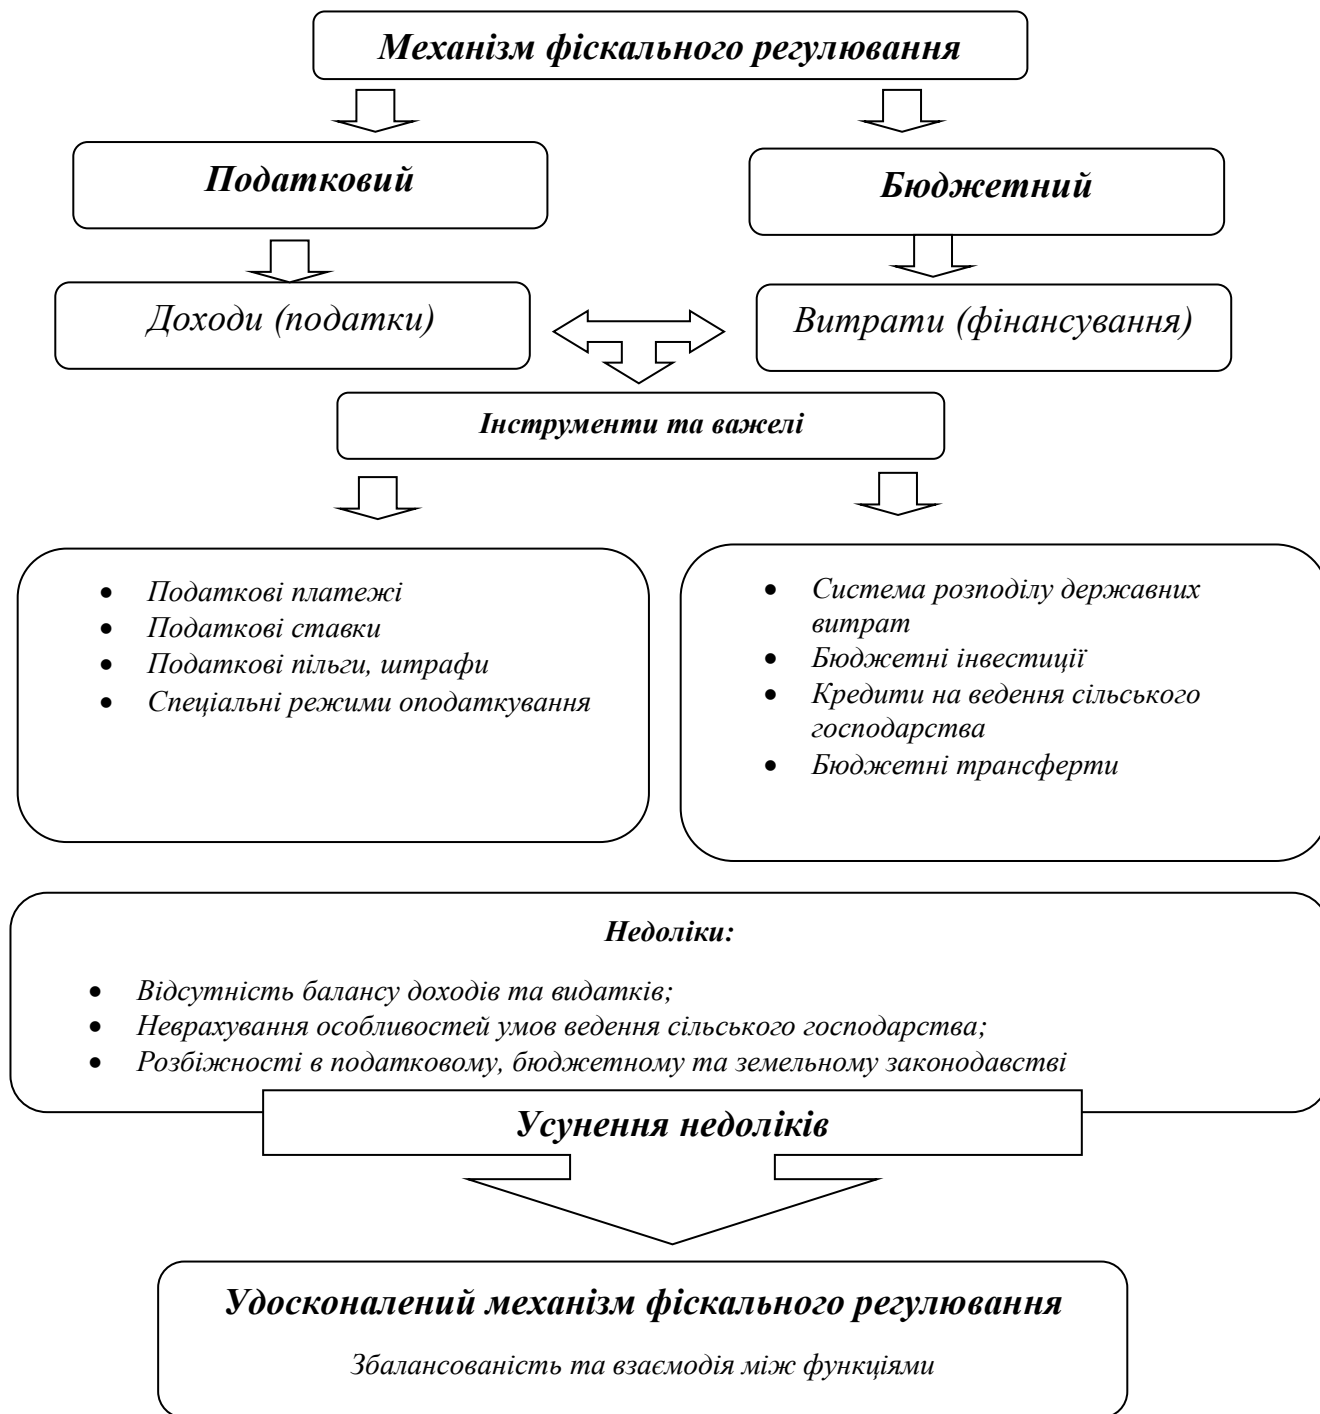 Механізм фіскального регулювання
Податковий
Бюджетний
Доходи (податки)
Витрати (фінансування)
Інструменти та важелі
• Податкові платежі
• Податкові ставки
• Податкові пільги, штрафи
• Спеціальні режими оподаткування
• Система розподілу державних
витрат
• Бюджетні інвестиції
• Кредити на ведення сільського
господарства
• Бюджетні трансферти
Недоліки:
• Відсутність балансу доходів та видатків;
• Неврахування особливостей умов ведення сільського господарства;
• Розбіжності в податковому, бюджетному та земельному законодавстві
Усунення недоліків
Удосконалений механізм фіскального регулювання
Збалансованість та взаємодія між функціями